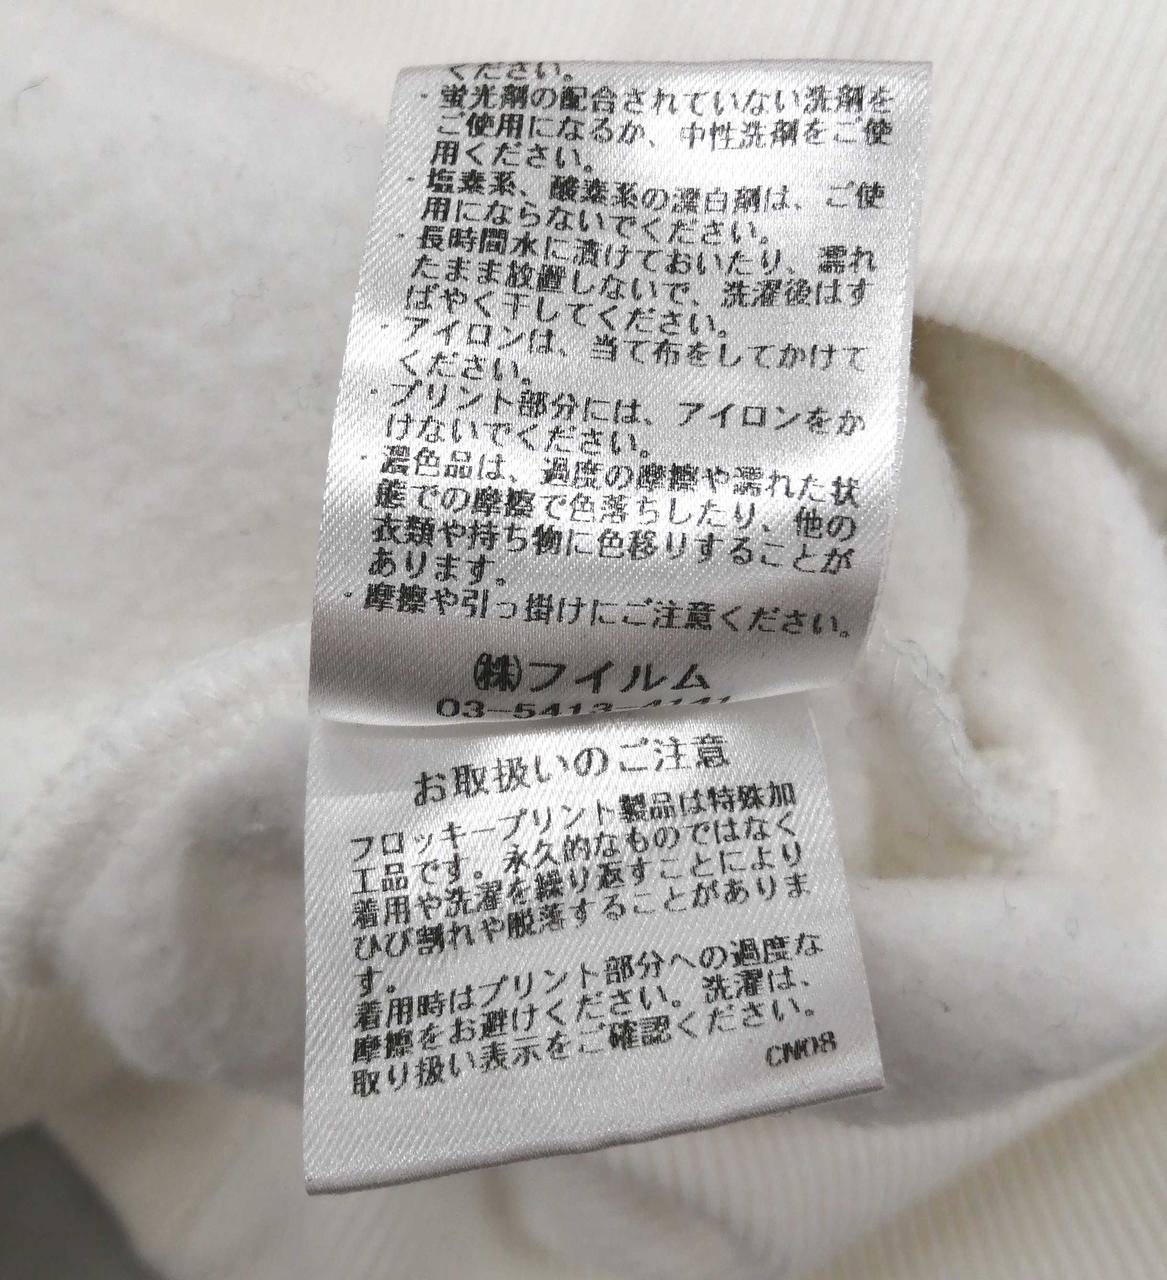 ください。
・蛍光剤の配合されていない洗剤を
ご使用になるか、中性洗剤をご使
用ください。
・塩素系、酸素系の漂白剤は、ご使
用にならないでください。
・長時間水に漬けておいたり、濡れ
たまま放置しないで、洗濯後はす
ばやく干してください。
・アイロンは、当て布をしてかけて
ください。
・プリント部分には、アイロンをか
けないでください。
・濃色品は、過度の摩擦や濡れた状
態での摩擦で色落ちしたり、他の
衣類や持ち物に色移りすることが
あります。
・摩擦や引っ掛けにご注意ください。
㈱フイルム
03-5413-4141
お取扱いのご注意
フロッキープリント製品は特殊加
工品です。永久的なものではなく
着用や洗濯を繰り返すことにより
ひび割れや脱落することがありま
す。
着用時はプリント部分への過度な
摩擦をお避けください。洗濯は、
取り扱い表示をご確認ください。
CN08